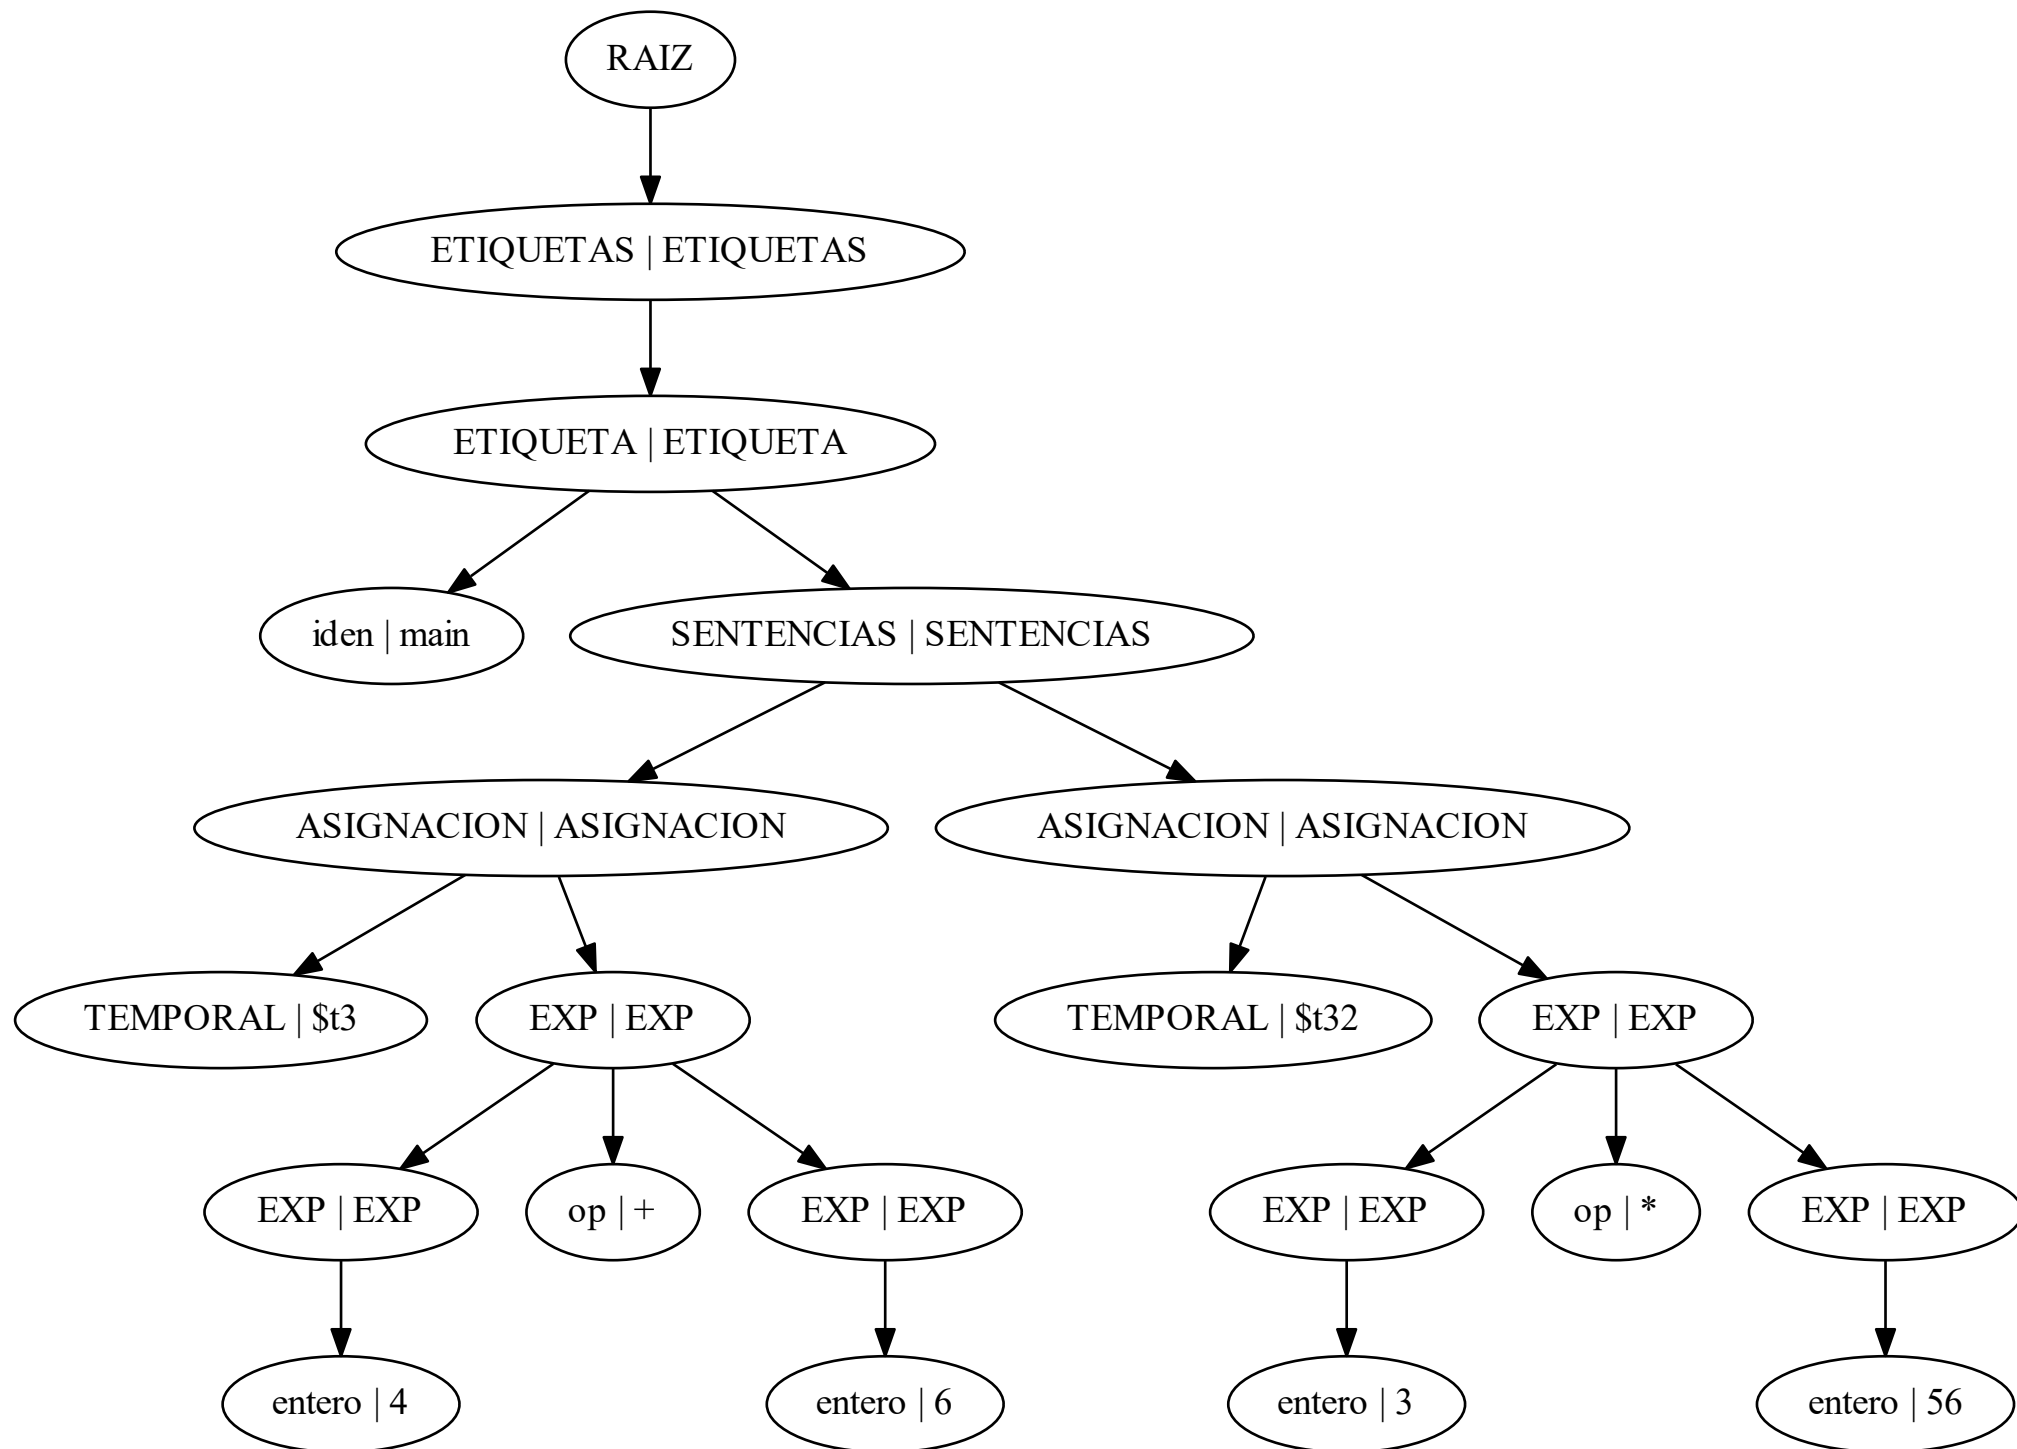 RAIZ
ETIQUETAS | ETIQUETAS
ETIQUETA | ETIQUETA
iden | main
SENTENCIAS | SENTENCIAS
ASIGNACION | ASIGNACION
ASIGNACION | ASIGNACION
TEMPORAL | $t3
EXP | EXP
TEMPORAL | $t32
EXP | EXP
EXP | EXP
op | +
EXP | EXP
EXP | EXP
op | *
EXP | EXP
entero | 4
entero | 6
entero | 3
entero | 56